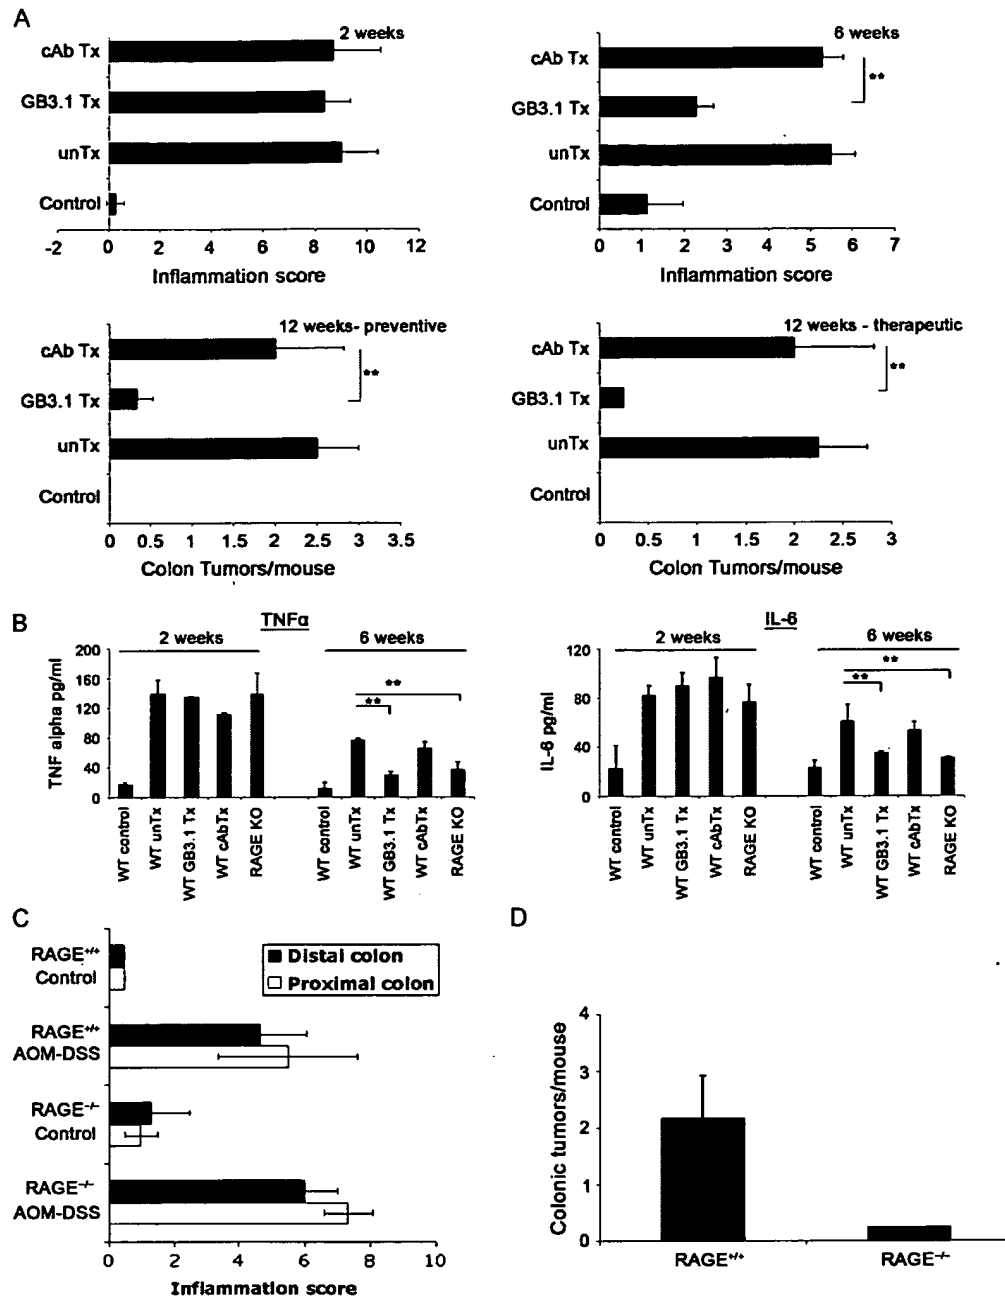 A
2 weeks
cAb Tx
GB3.1 Tx
unTx
Control
-2 0 2 4 6 8 10 12
Inflammation score
6 weeks
cAb Tx
**
GB3.1 Tx
unTx
Control
0 1 2 3 4 5 6 7
Inflammation score
12 weeks- preventive
cAb Tx
**
GB3.1 Tx
unTx
Control
0 0.5 1 1.5 2 2.5 3 3.5
Colon Tumors/mouse
12 weeks - therapeutic
cAb Tx
**
GB3.1 Tx
unTx
Control
0 0.5 1 1.5 2 2.5 3
Colon Tumors/mouse
B
TNFα
2 weeks
6 weeks
TNF alpha pg/ml
200
160
120
80
40
0
**
**
WT control
WT unTx
WT GB3.1 Tx
WT cAbTx
RAGE KO
WT control
WT unTx
WT GB3.1 Tx
WT cAbTx
RAGE KO
IL-6
2 weeks
6 weeks
IL-6 pg/ml
120
80
40
0
**
**
WT control
WT unTx
WT GB3.1 Tx
WT cAbTx
RAGE KO
WT control
WT unTx
WT GB3.1 Tx
WT cAbTx
RAGE KO
C
Distal colon
Proximal colon
RAGE+/+
Control
RAGE+/+
AOM-DSS
RAGE-/-
Control
RAGE-/-
AOM-DSS
0 2 4 6 8 10
Inflammation score
D
Colonic tumors/mouse
4
3
2
1
0
RAGE+/+
RAGE-/-